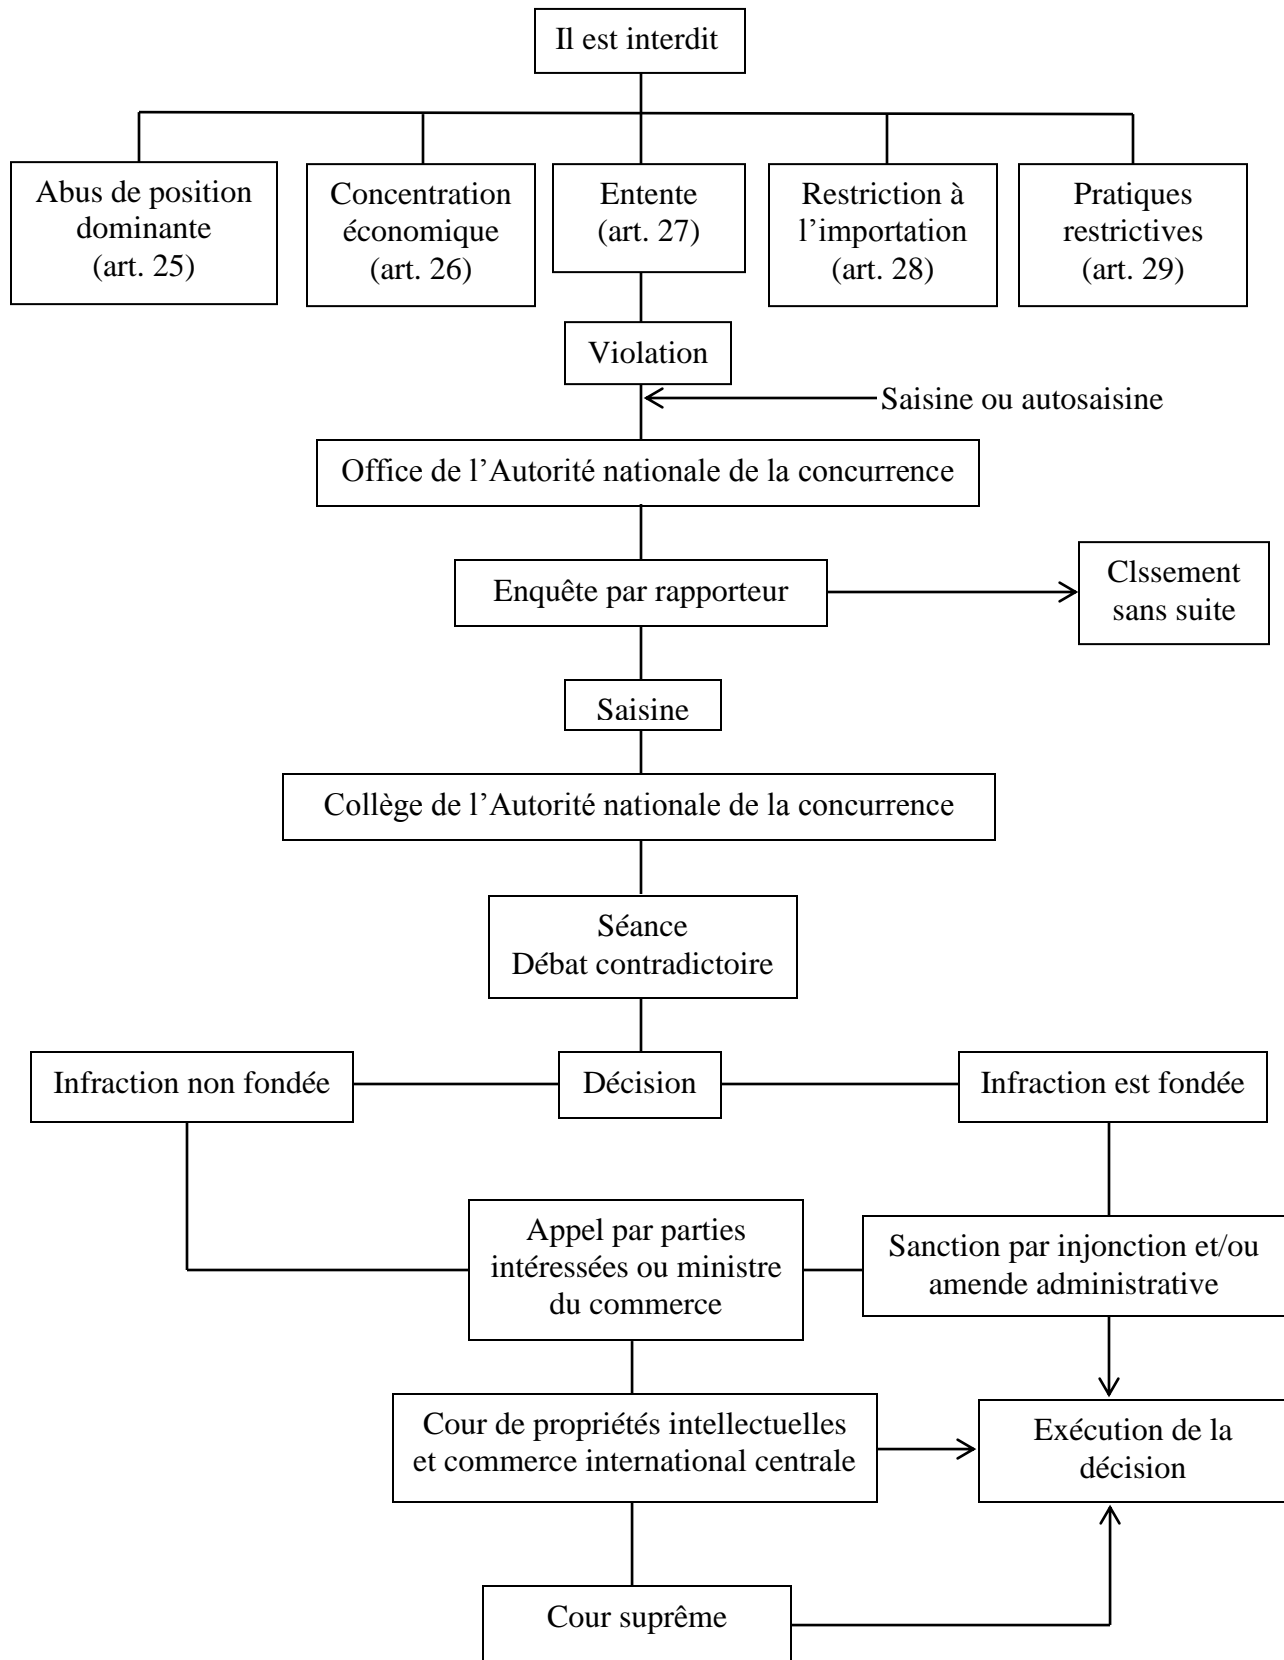 Il est interdit
Abus de position
dominante
(art. 25)
Concentration
économique
(art. 26)
Entente
(art. 27)
Restriction à
l’importation
(art. 28)
Pratiques
restrictives
(art. 29)
Violation
Saisine ou autosaisine
Office de l’Autorité nationale de la concurrence
Enquête par rapporteur
Clssement
sans suite
Saisine
Collège de l’Autorité nationale de la concurrence
Séance
Débat contradictoire
Infraction non fondée
Décision
Infraction est fondée
Appel par parties
intéressées ou ministre
du commerce
Sanction par injonction et/ou
amende administrative
Cour de propriétés intellectuelles
et commerce international centrale
Exécution de la
décision
Cour suprême